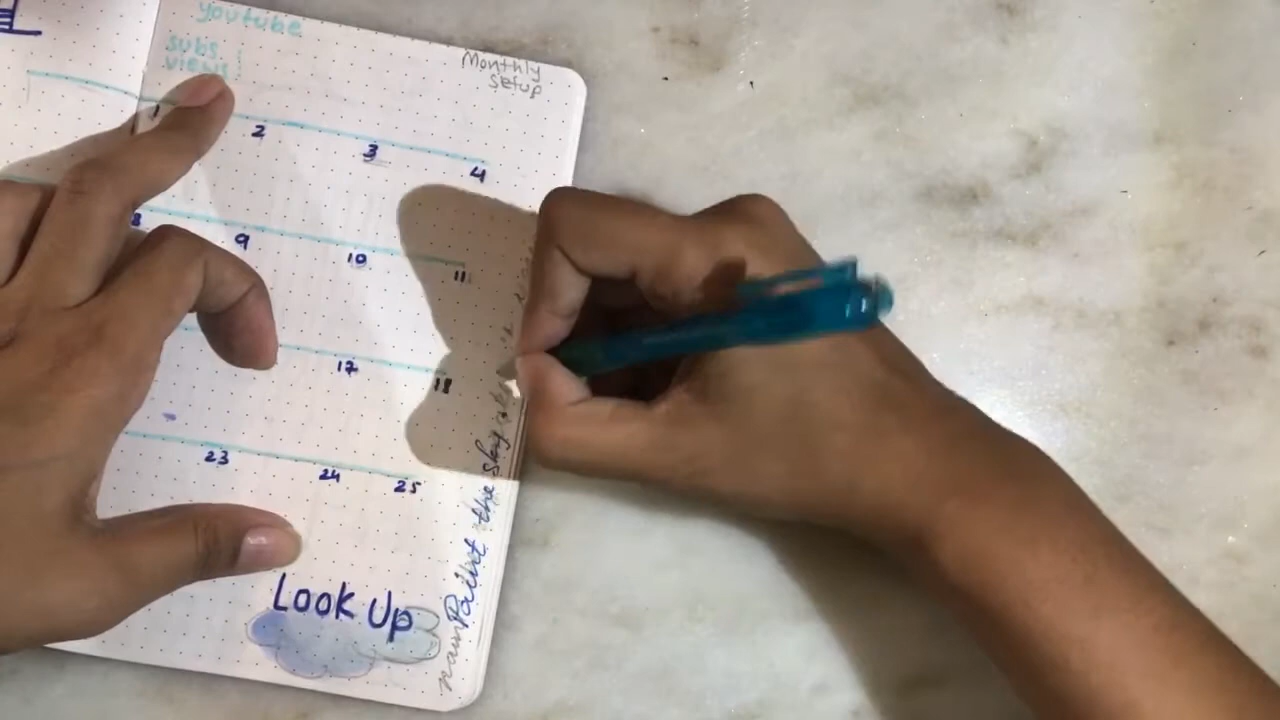 youtube
subs
views
Monthly
setup
1 2 3 4
8 9 10 11
17 18
23 24 25
Look Up
Paint the sky